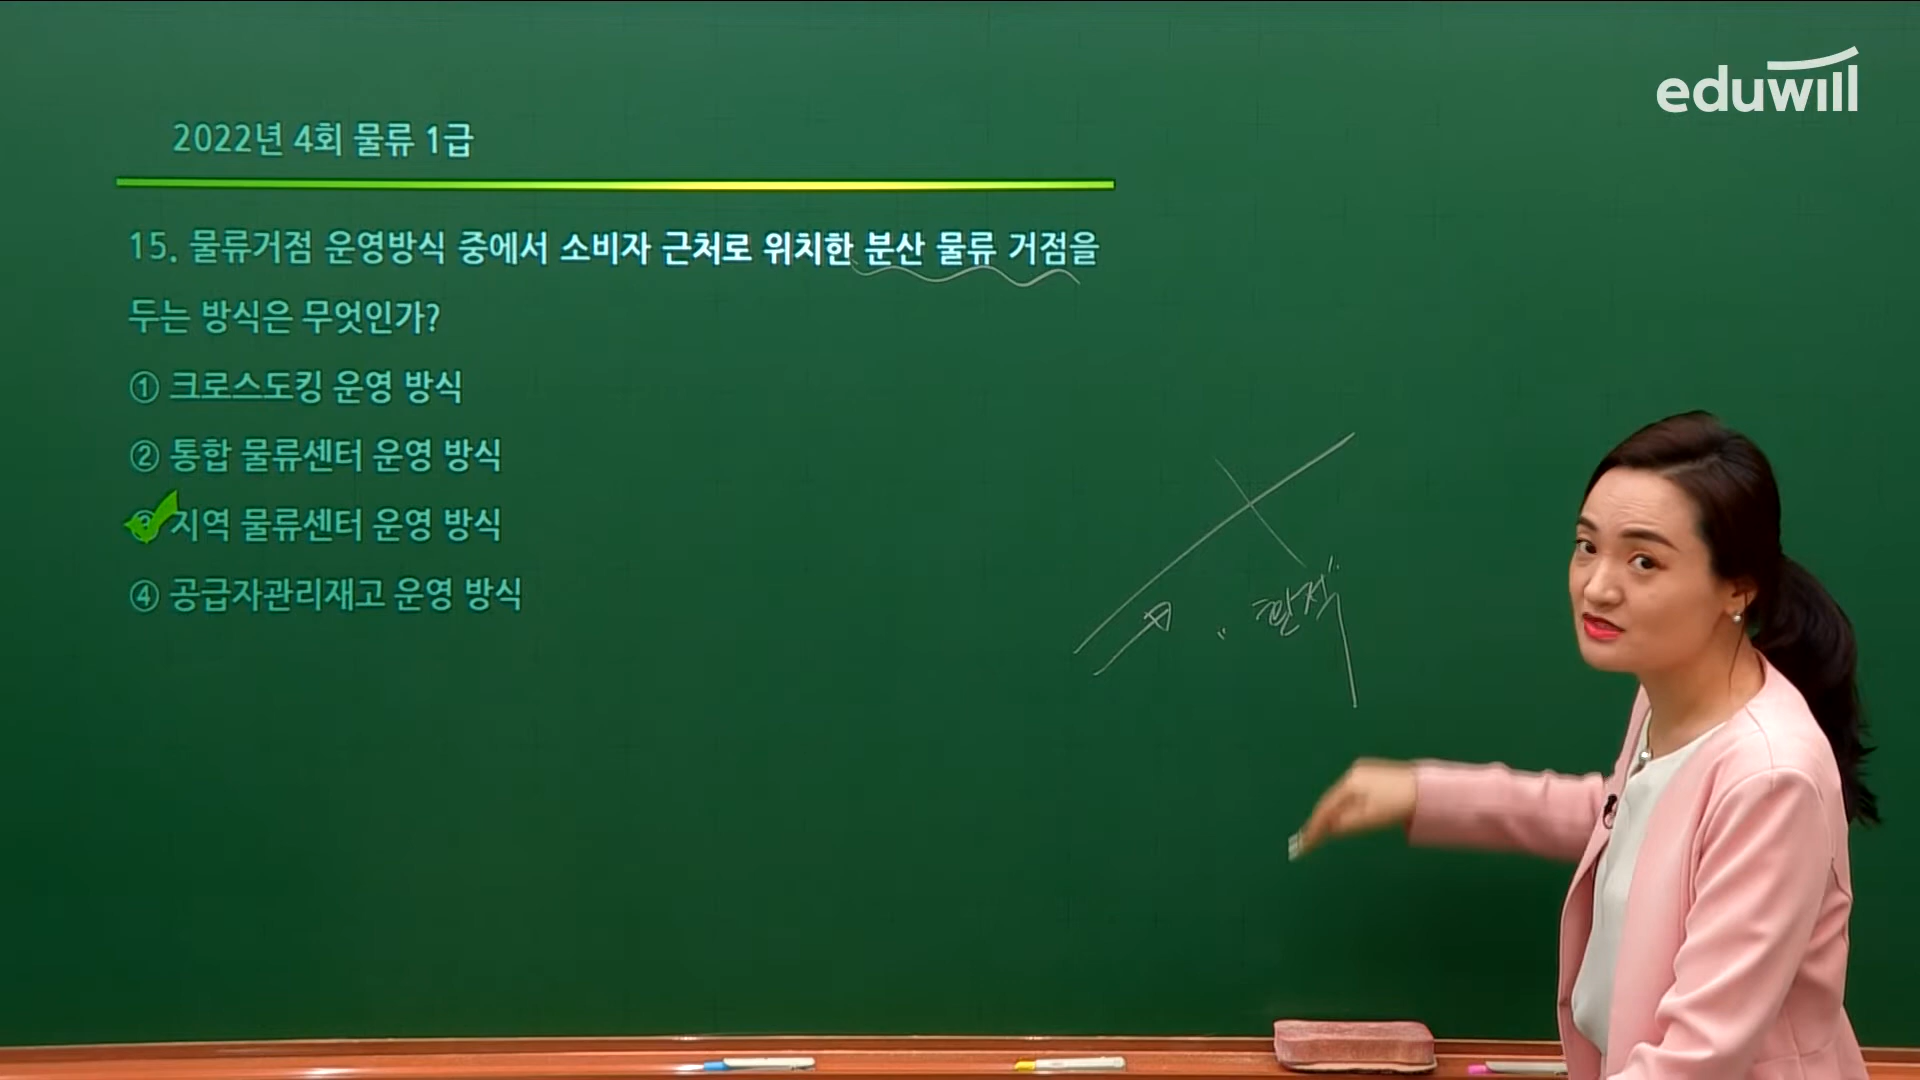 eduwill
2022년 4회 물류 1급
15. 물류거점 운영방식 중에서 소비자 근처로 위치한 분산 물류 거점을
두는 방식은 무엇인가?
① 크로스도킹 운영 방식
② 통합 물류센터 운영 방식
③ 지역 물류센터 운영 방식
④ 공급자관리재고 운영 방식